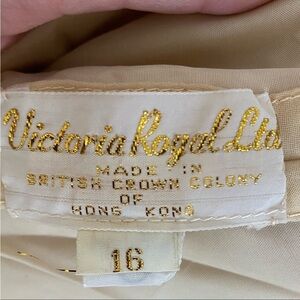 Victoria Royal Ltd
MADE IN
BRITISH CROWN COLONY
OF
HONG KONG
16